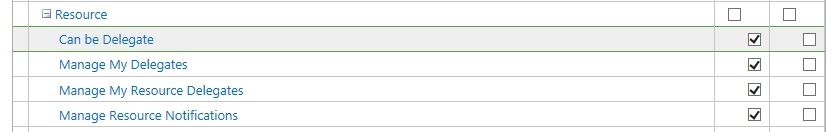 Resource
Can be Delegate
Manage My Delegates
Manage My Resource Delegates
Manage Resource Notifications